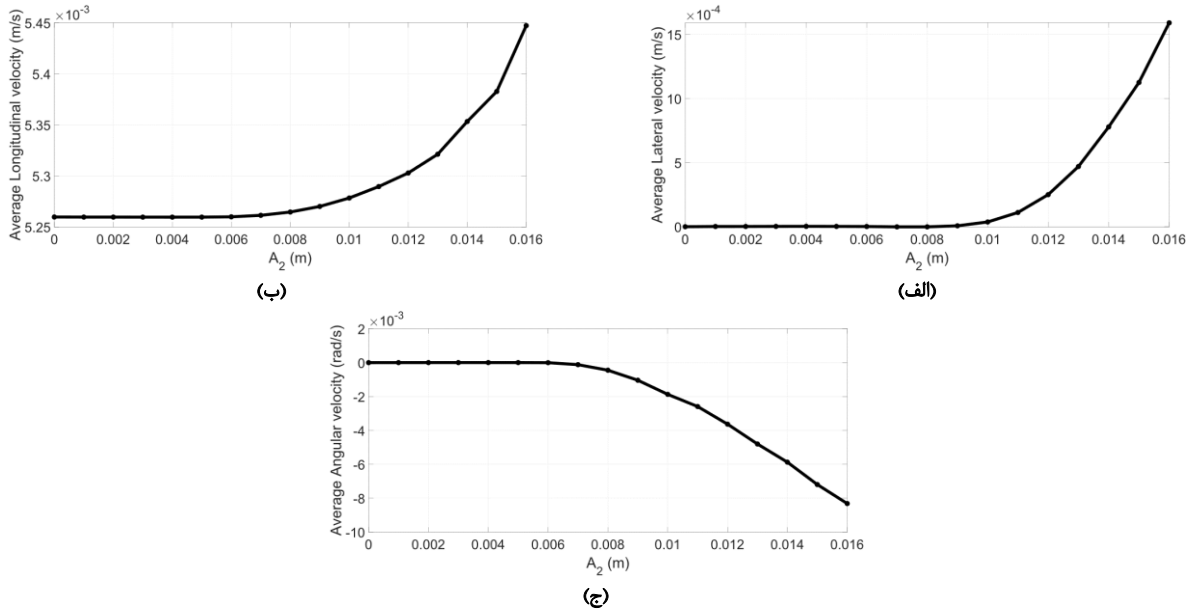 ×10⁻³
5.45
5.4
5.35
5.3
5.25
Average Longitudinal velocity (m/s)
0 0.002 0.004 0.006 0.008 0.01 0.012 0.014 0.016
A₂ (m)
(ب)
×10⁻⁴
15
10
5
0
Average Lateral velocity (m/s)
0 0.002 0.004 0.006 0.008 0.01 0.012 0.014 0.016
A₂ (m)
(الف)
×10⁻³
2
0
-2
-4
-6
-8
-10
Average Angular velocity (rad/s)
0 0.002 0.004 0.006 0.008 0.01 0.012 0.014 0.016
A₂ (m)
(ج)